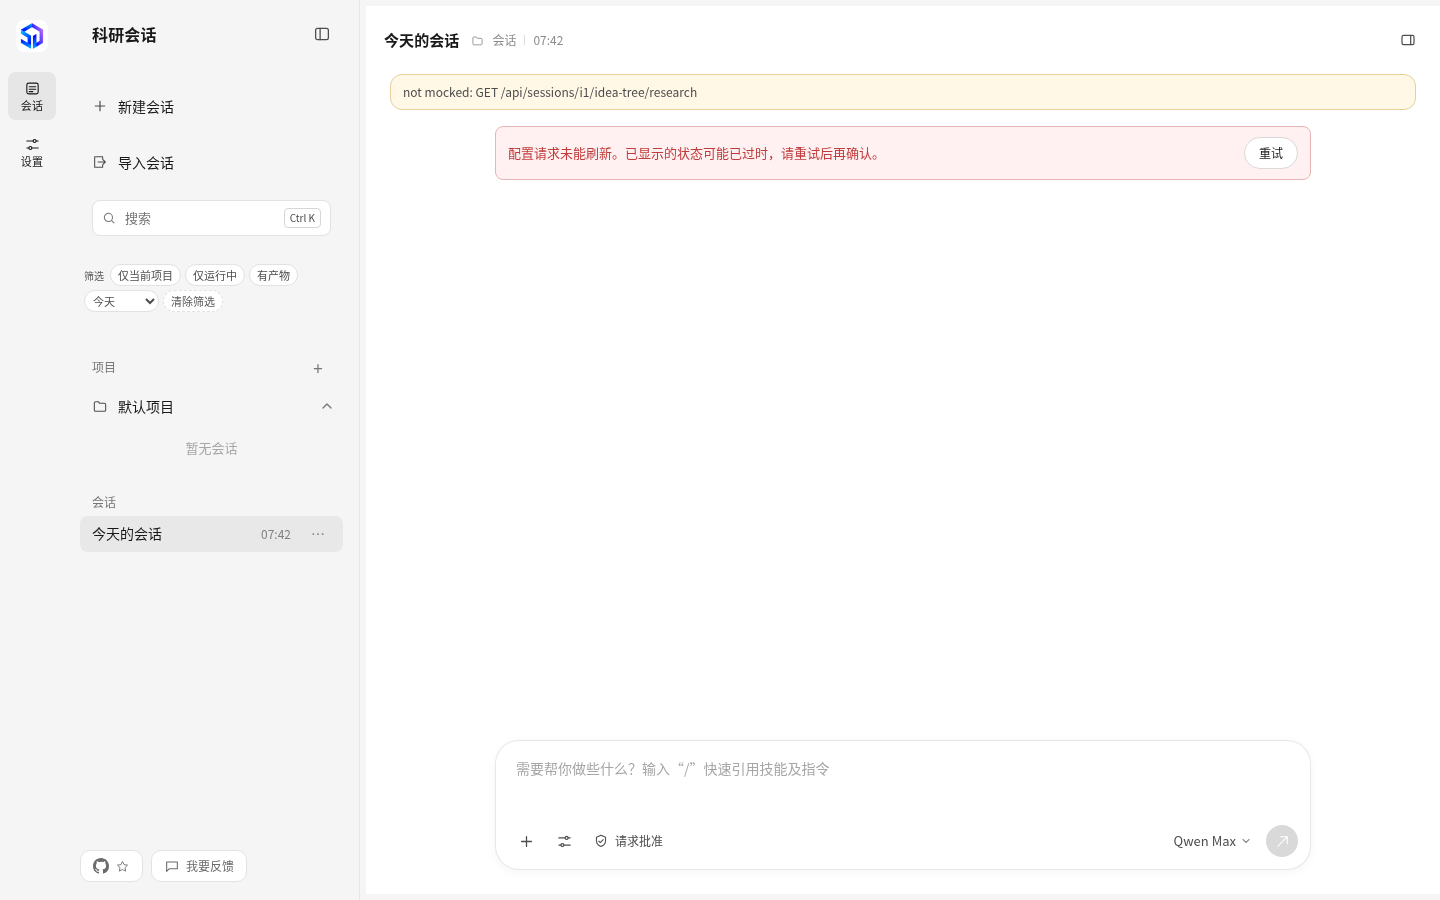 科研会话
会话
设置
新建会话
导入会话
搜索 Ctrl K
筛选 仅当前项目 仅运行中 有产物
今天 清除筛选
项目
默认项目
暂无会话
会话
今天的会话 07:42
我要反馈
今天的会话 会话 07:42
not mocked: GET /api/sessions/i1/idea-tree/research
配置请求未能刷新。已显示的状态可能已过时，请重试后再确认。 重试
需要帮你做些什么？输入“/”快速引用技能及指令
请求批准 Qwen Max